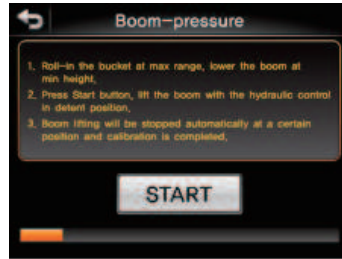 Boom-pressure
1. Roll-in the bucket at max range, lower the boom at
min height.
2. Press Start button, lift the boom with the hydraulic control
in detent position.
3. Boom lifting will be stopped automatically at a certain
position and calibration is completed.
START